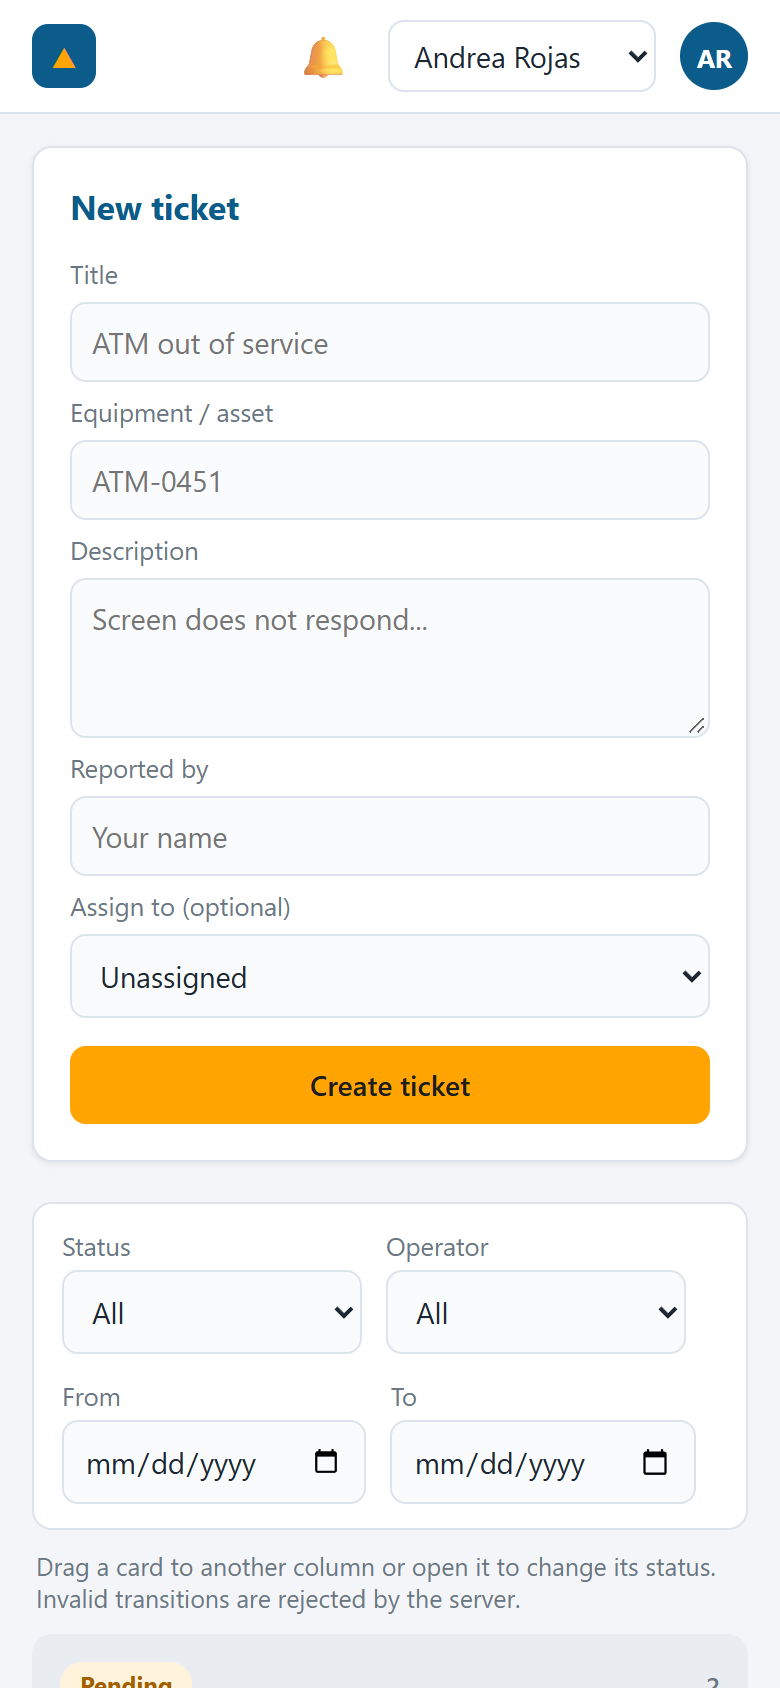 Andrea Rojas
AR
New ticket
Title
ATM out of service
Equipment / asset
ATM-0451
Description
Screen does not respond...
Reported by
Your name
Assign to (optional)
Unassigned
Create ticket
Status Operator
All All
From To
mm/dd/yyyy mm/dd/yyyy
Drag a card to another column or open it to change its status.
Invalid transitions are rejected by the server.
Pending 2